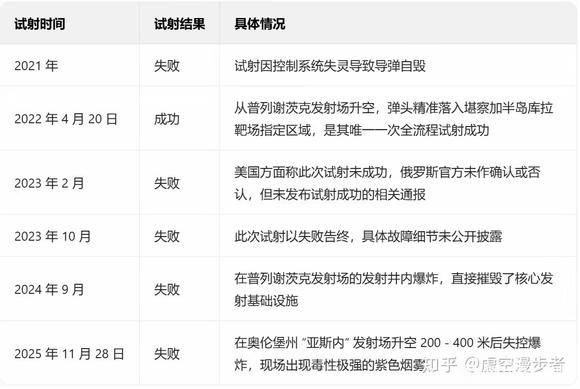 试射时间 试射结果 具体情况
2021 年 失败 试射因控制系统失灵导致导弹自毁
从普列谢茨克发射场升空，弹头精准落入堪察加半岛库拉
2022 年 4 月 20 日 成功
靶场指定区域，是其唯一一次全流程试射成功
美国方面称此次试射未成功，俄罗斯官方未作确认或否
2023 年 2 月 失败
认，但未发布试射成功的相关通报
2023 年 10 月 失败 此次试射以失败告终，具体故障细节未公开披露
在普列谢茨克发射场的发射井内爆炸，直接摧毁了核心发
2024 年 9 月 失败
射基础设施
在奥伦堡州 “亚斯内” 发射场升空 200 - 400 米后失控爆
2025 年 11 月 28 日 失败
炸，现场出现毒性极强的紫色烟雾
知乎 @虚空漫步者